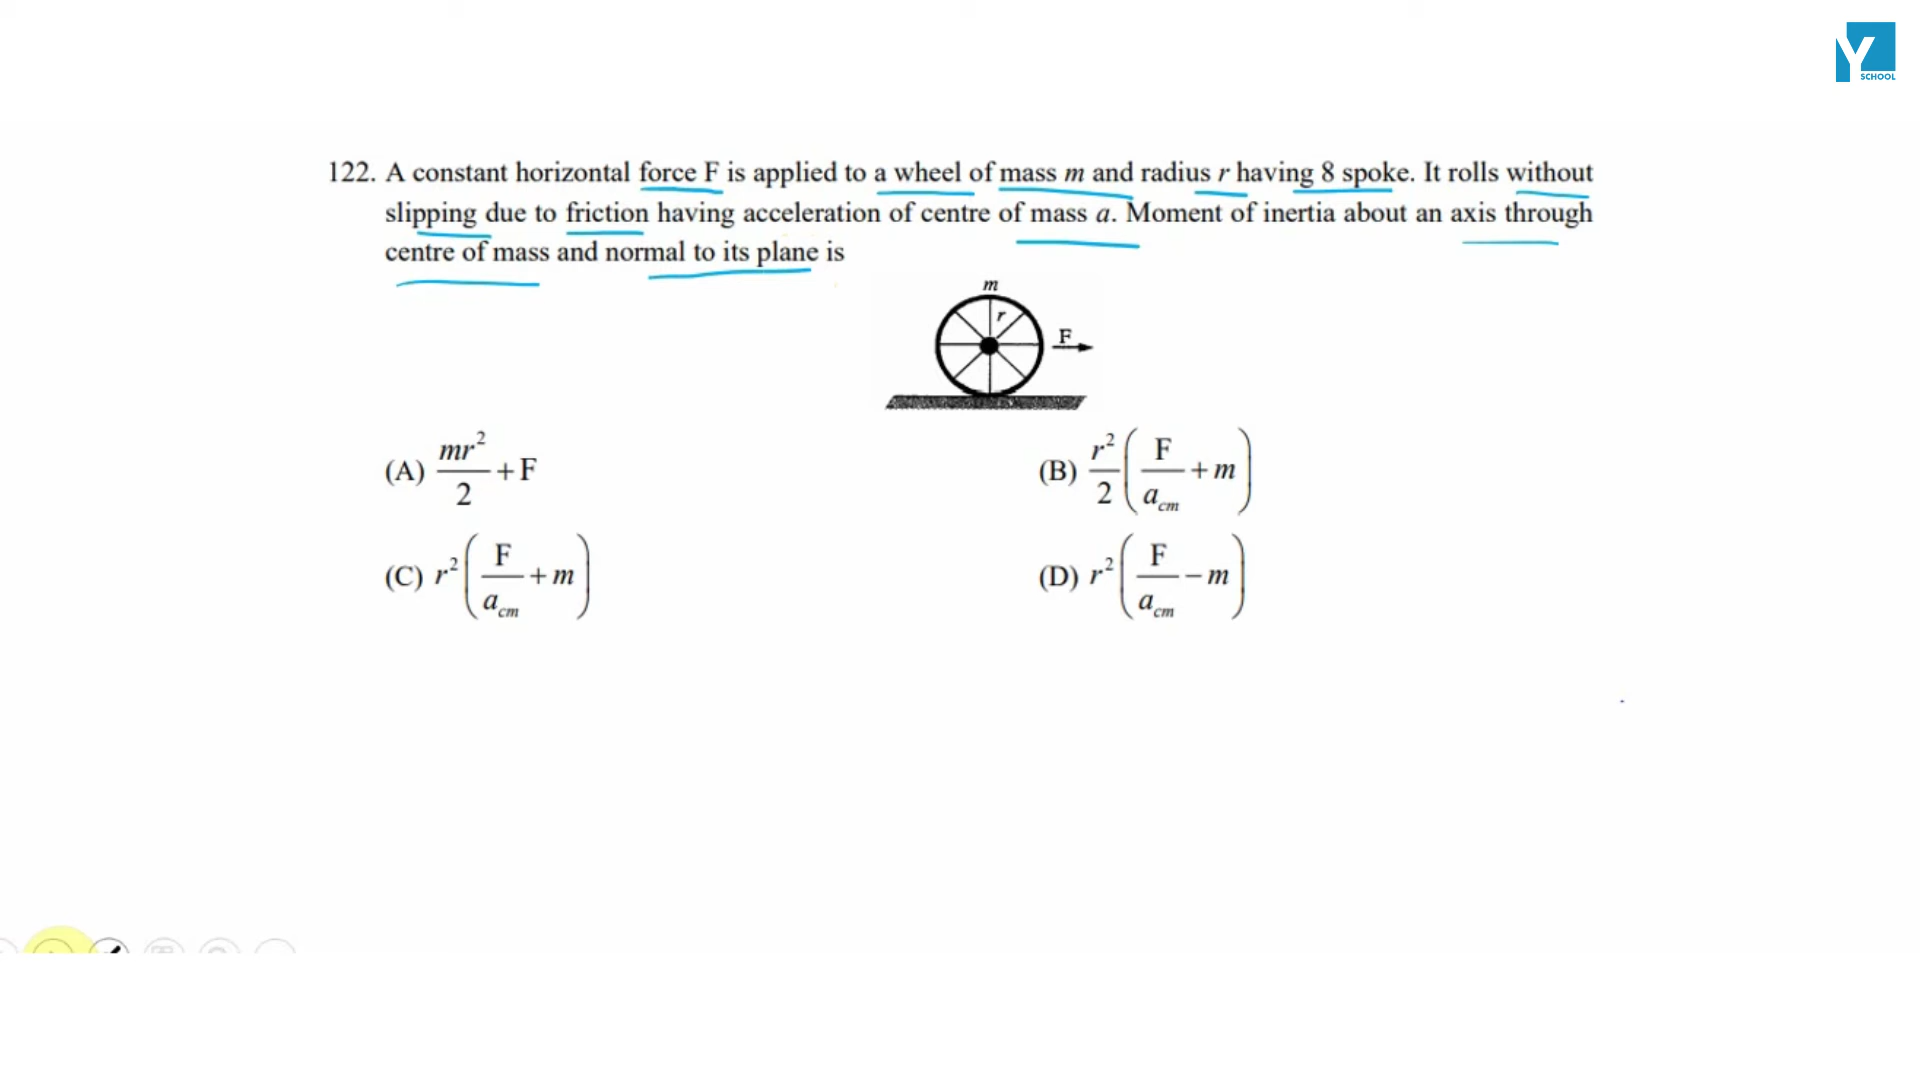 Y SCHOOL
122. A constant horizontal force F is applied to a wheel of mass m and radius r having 8 spoke. It rolls without
slipping due to friction having acceleration of centre of mass a. Moment of inertia about an axis through
centre of mass and normal to its plane is
m
r
F
(A) mr²/2 + F
(B) r²/2 (F/a_cm + m)
(C) r² (F/a_cm + m)
(D) r² (F/a_cm − m)